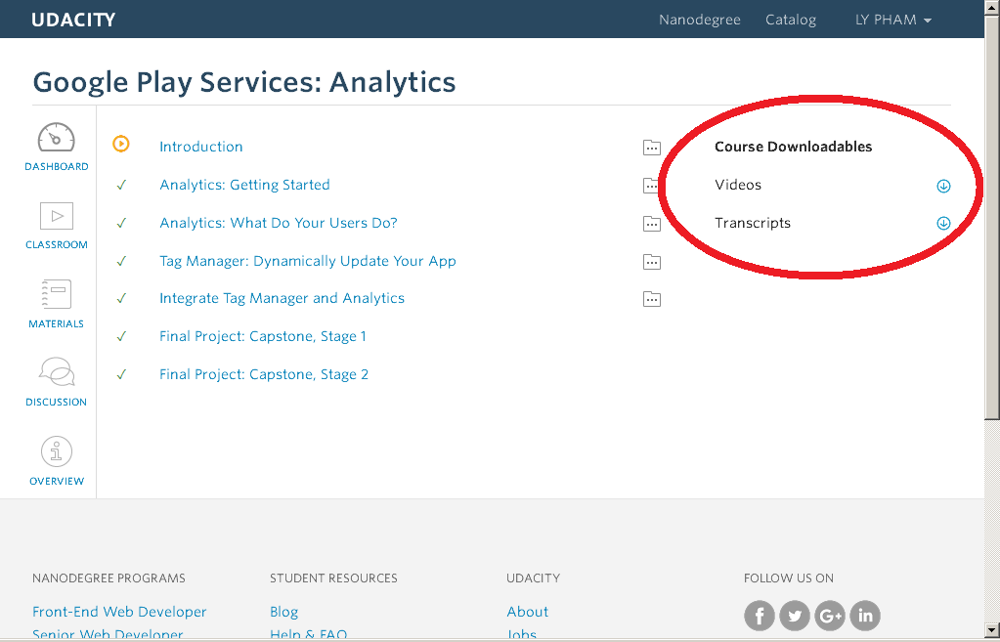 UDACITY
Nanodegree Catalog LY PHAM
Google Play Services: Analytics
DASHBOARD
CLASSROOM
MATERIALS
DISCUSSION
OVERVIEW
Introduction
Analytics: Getting Started
Analytics: What Do Your Users Do?
Tag Manager: Dynamically Update Your App
Integrate Tag Manager and Analytics
Final Project: Capstone, Stage 1
Final Project: Capstone, Stage 2
Course Downloadables
Videos
Transcripts
NANODEGREE PROGRAMS
Front-End Web Developer
Senior Web Developer
STUDENT RESOURCES
Blog
Help & FAQ
UDACITY
About
Jobs
FOLLOW US ON